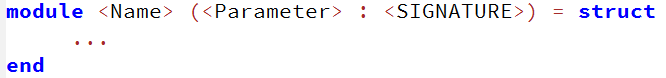 module <Name> (<Parameter> : <SIGNATURE>) = struct
...
end